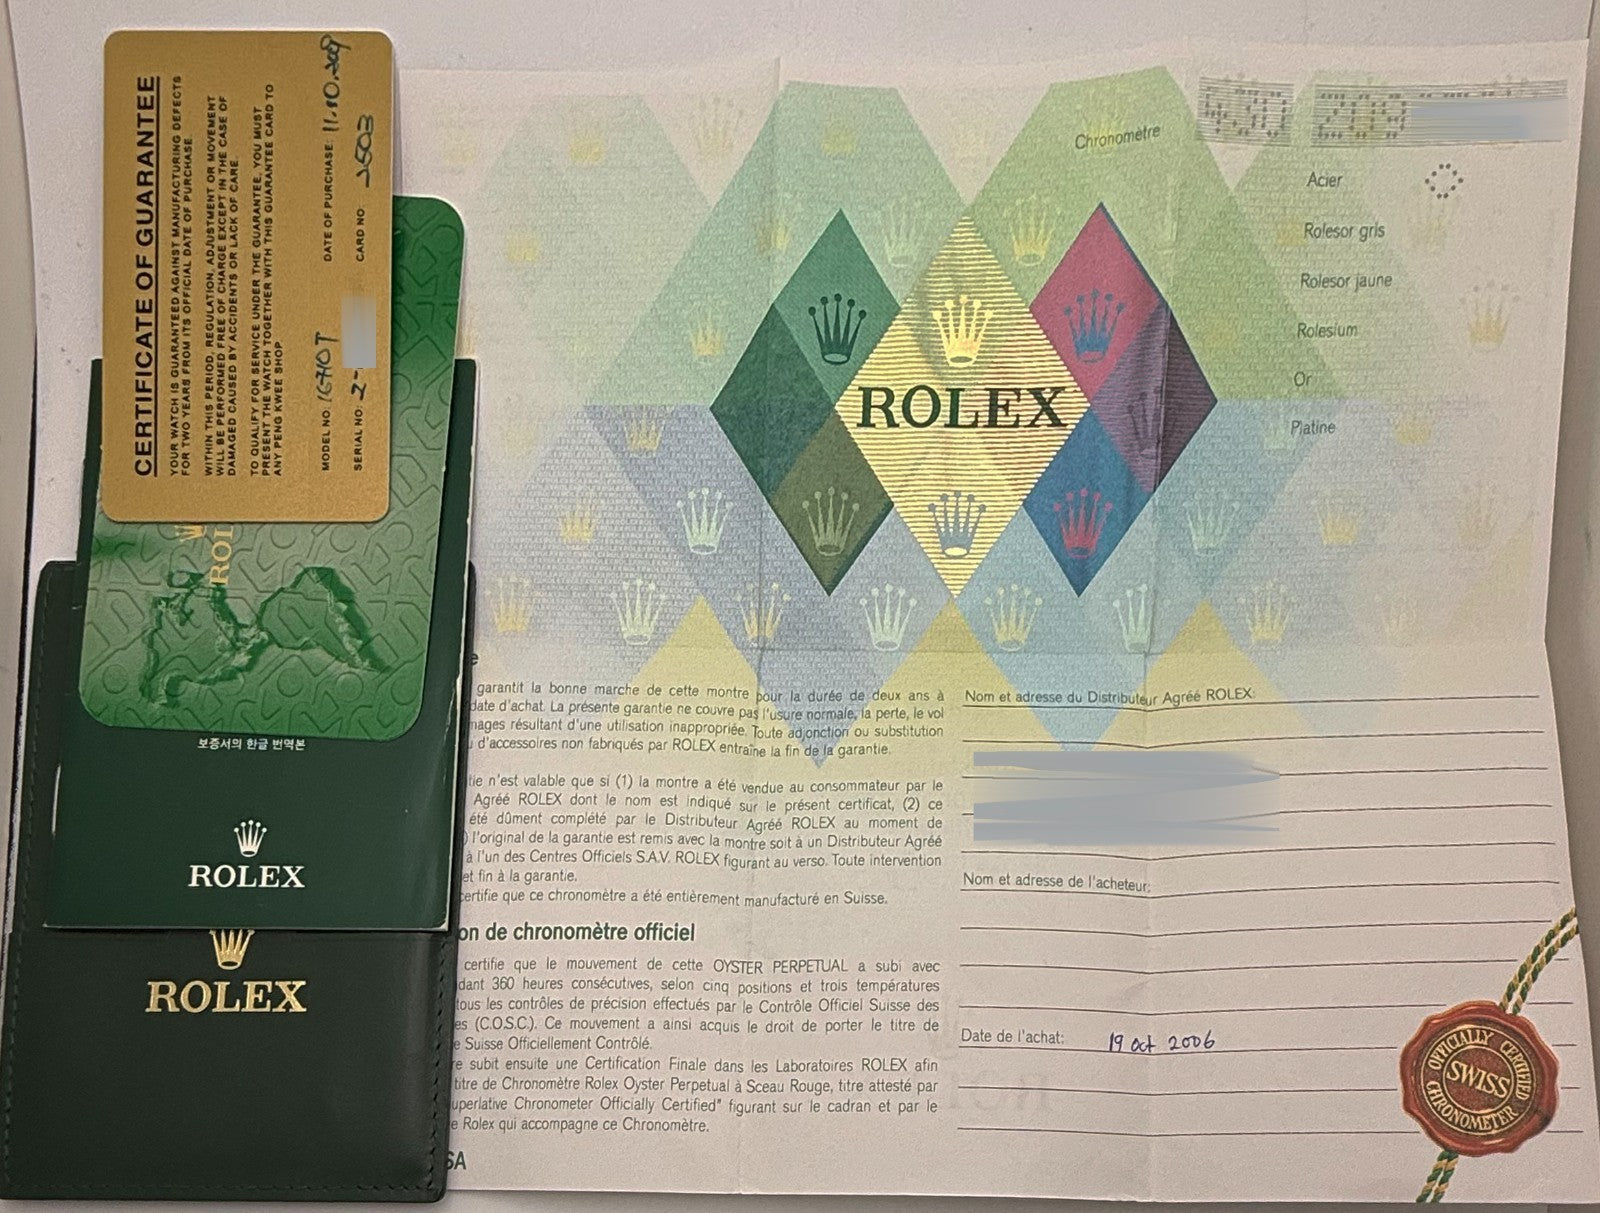 CERTIFICATE OF GUARANTEE
YOUR WATCH IS GUARANTEED AGAINST MANUFACTURING DEFECTS
FOR TWO YEARS FROM ITS OFFICIAL DATE OF PURCHASE
WITHIN THIS PERIOD, REGULATION, ADJUSTMENT OR MOVEMENT
WILL BE PERFORMED FREE OF CHARGE EXCEPT IN THE CASE OF
DAMAGED CAUSED BY ACCIDENTS OR LACK OF CARE.
TO QUALIFY FOR SERVICE UNDER THE GUARANTEE, YOU MUST
PRESENT THE WATCH TOGETHER WITH THIS GUARANTEE CARD TO
ANY PENG KWEE SHOP
MODEL NO. 16710T DATE OF PURCHASE: 11.10.2009
SERIAL NO: Z- CARD NO: 2503
ROL
보증서의 한글 번역본
ROLEX
ROLEX
430 209
Chronomètre
Acier
Rolesor gris
Rolesor jaune
Rolesium
Or
Platine
ROLEX
e
garantit la bonne marche de cette montre pour la durée de deux ans à
date d'achat. La présente garantie ne couvre pas l'usure normale, la perte, le vol
mages résultant d'une utilisation inappropriée. Toute adjonction ou substitution
d'accessoires non fabriqués par ROLEX entraîne la fin de la garantie.
tie n'est valable que si (1) la montre a été vendue au consommateur par le
Agréé ROLEX dont le nom est indiqué sur le présent certificat, (2) ce
été dûment complété par le Distributeur Agréé ROLEX au moment de
) l'original de la garantie est remis avec la montre soit à un Distributeur Agréé
à l'un des Centres Officiels S.A.V. ROLEX figurant au verso. Toute intervention
et fin à la garantie.
certifie que ce chronomètre a été entièrement manufacturé en Suisse.
on de chronomètre officiel
certifie que le mouvement de cette OYSTER PERPETUAL a subi avec
dant 360 heures consécutives, selon cinq positions et trois températures
tous les contrôles de précision effectués par le Contrôle Officiel Suisse des
es (C.O.S.C.). Ce mouvement a ainsi acquis le droit de porter le titre de
e Suisse Officiellement Contrôlé.
re subit ensuite une Certification Finale dans les Laboratoires ROLEX afin
titre de Chronomètre Rolex Oyster Perpetual à Sceau Rouge, titre attesté par
uperlative Chronometer Officially Certified" figurant sur le cadran et par le
e Rolex qui accompagne ce Chronomètre.
SA
Nom et adresse du Distributeur Agréé ROLEX:
Nom et adresse de l'acheteur:
Date de l'achat: 19 Oct 2006
OFFICIALLY CERTIFIED
SWISS
CHRONOMETER